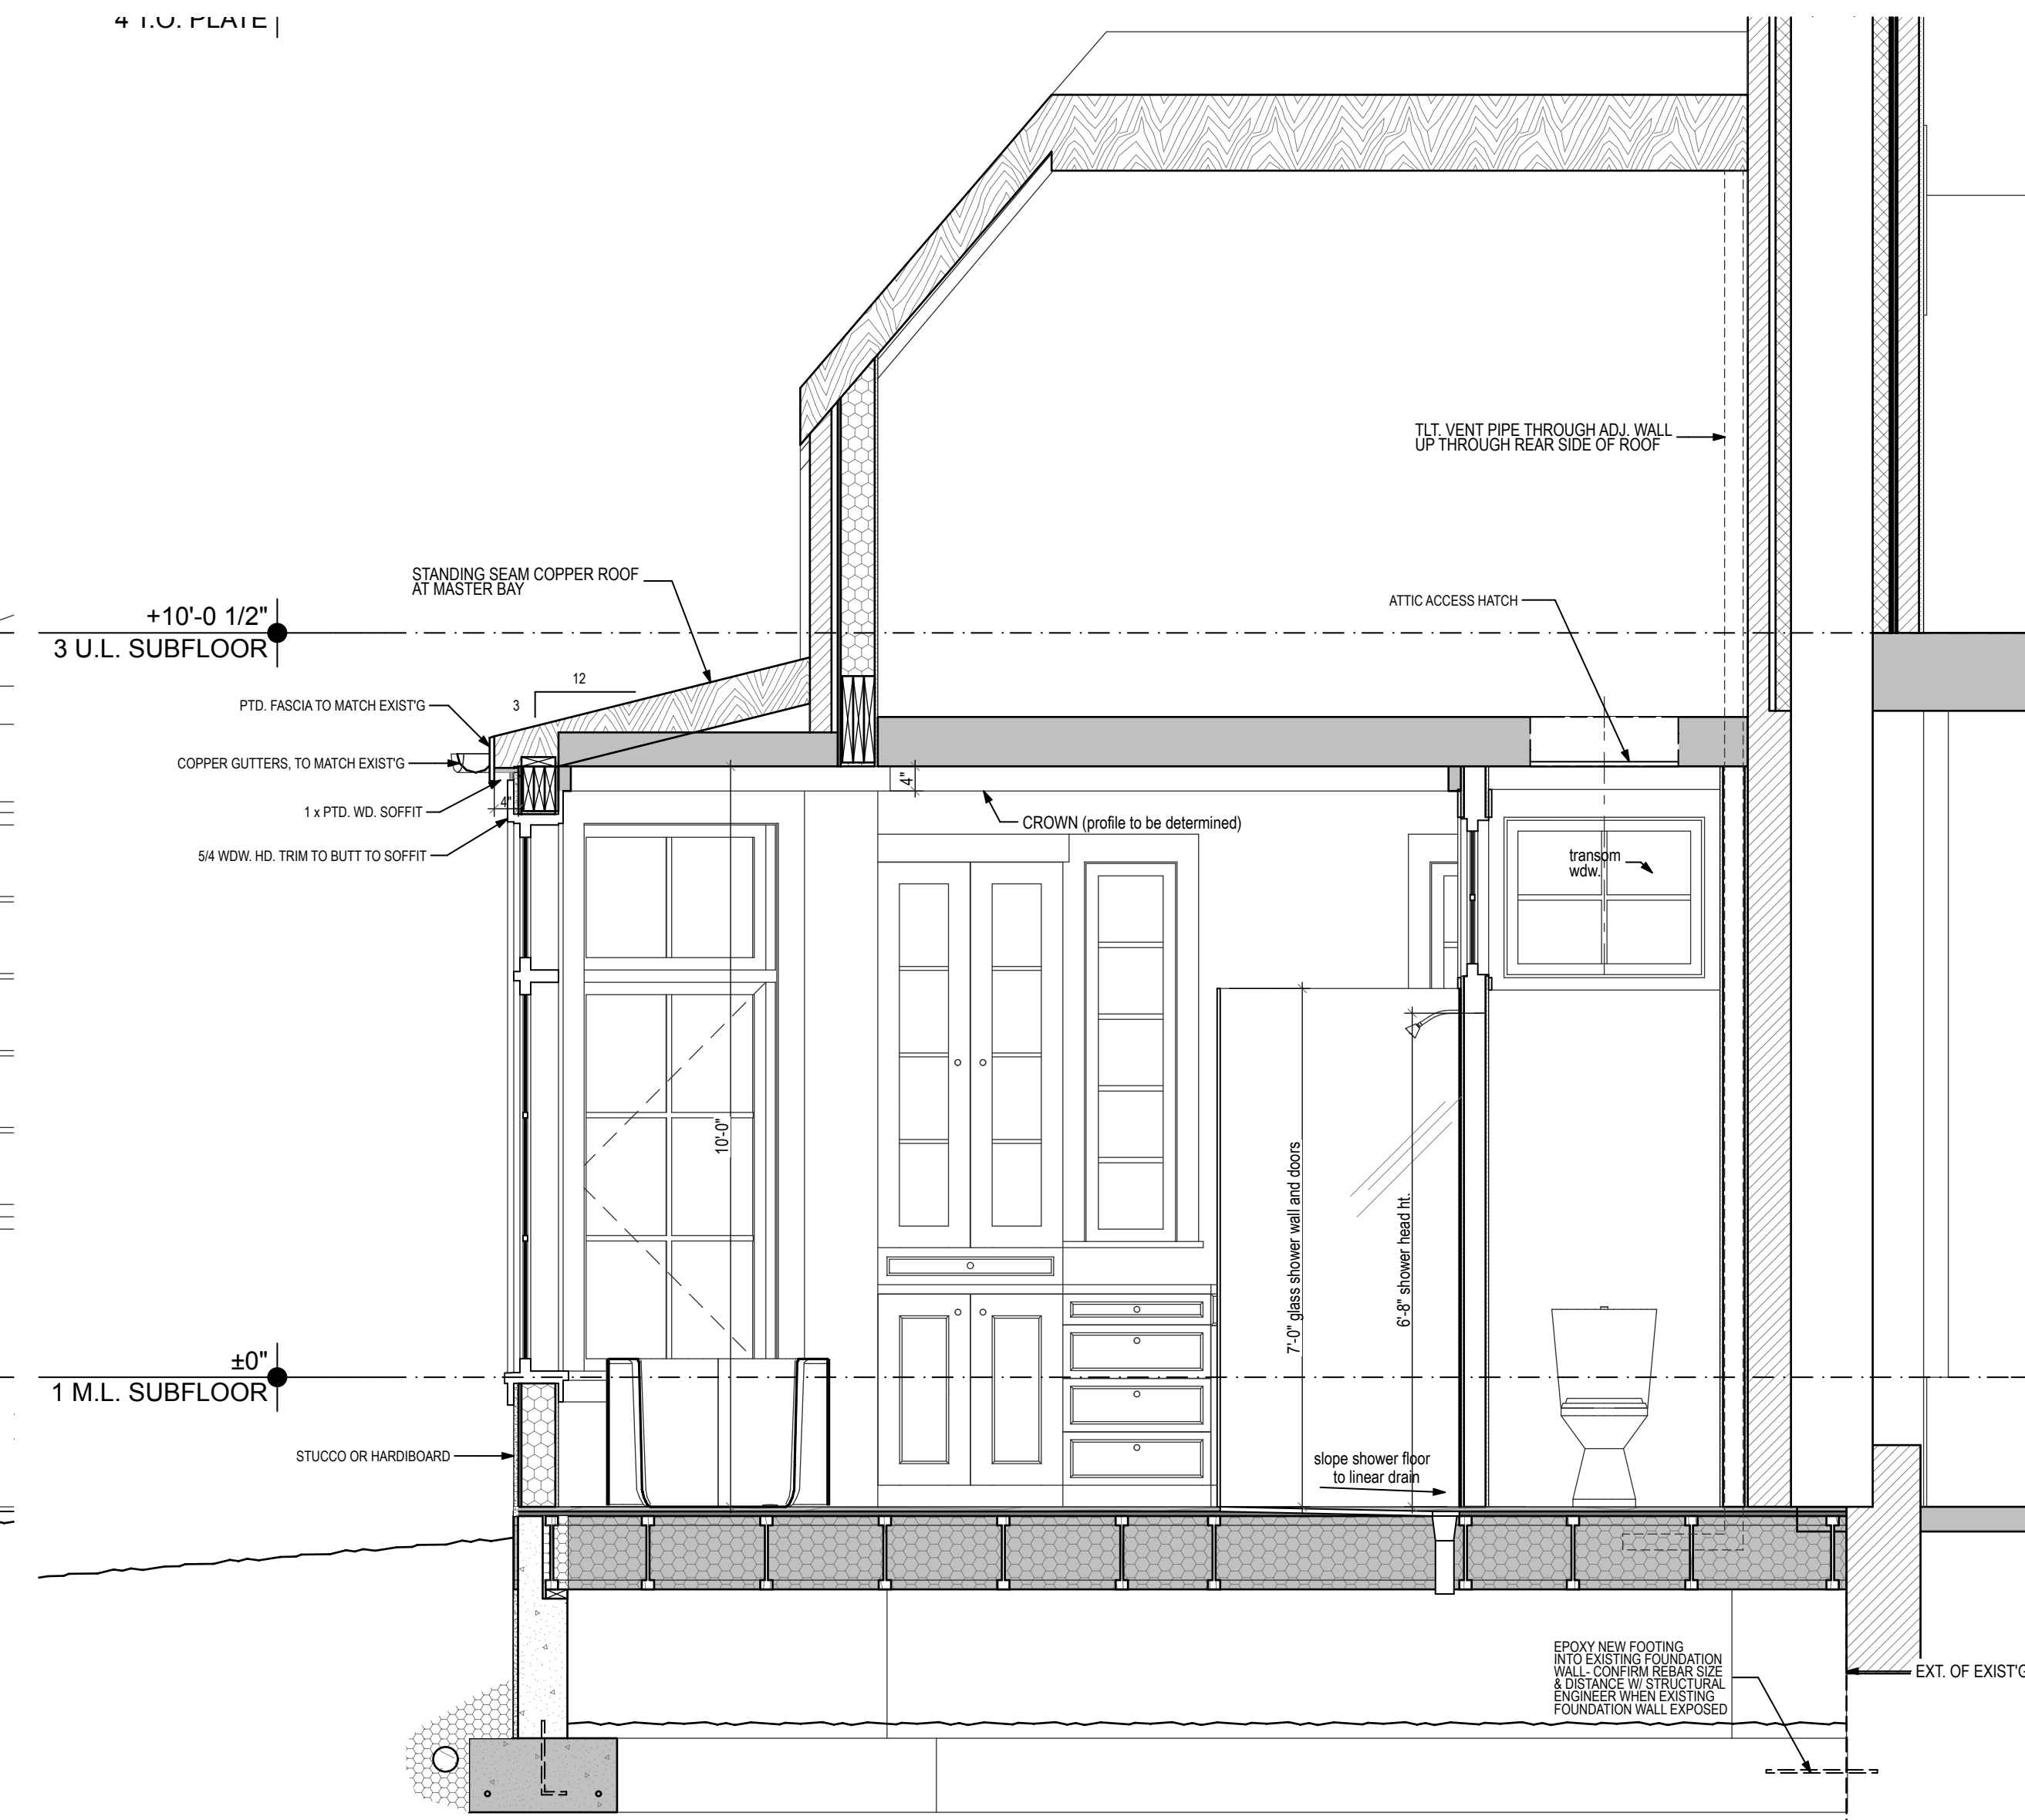 4 T.O. PLATE
TLT. VENT PIPE THROUGH ADJ. WALL
UP THROUGH REAR SIDE OF ROOF
STANDING SEAM COPPER ROOF
AT MASTER BAY
ATTIC ACCESS HATCH
+10'-0 1/2"
3 U.L. SUBFLOOR
12
3
PTD. FASCIA TO MATCH EXIST'G
COPPER GUTTERS, TO MATCH EXIST'G
4"
4"
1 x PTD. WD. SOFFIT
CROWN (profile to be determined)
5/4 WDW. HD. TRIM TO BUTT TO SOFFIT
transom
wdw.
10'-0"
7'-0" glass shower wall and doors
6'-8" shower head ht.
±0"
1 M.L. SUBFLOOR
STUCCO OR HARDIBOARD
slope shower floor
to linear drain
EPOXY NEW FOOTING
INTO EXISTING FOUNDATION
WALL- CONFIRM REBAR SIZE
& DISTANCE W/ STRUCTURAL
ENGINEER WHEN EXISTING
FOUNDATION WALL EXPOSED
EXT. OF EXIST'G